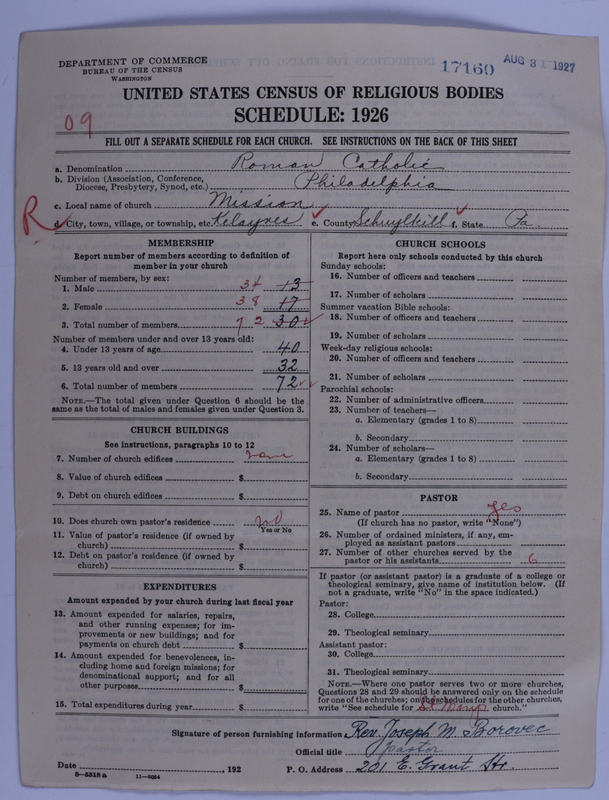 DEPARTMENT OF COMMERCE
BUREAU OF THE CENSUS
WASHINGTON
17160
AUG 31 1927
UNITED STATES CENSUS OF RELIGIOUS BODIES
SCHEDULE: 1926
09
FILL OUT A SEPARATE SCHEDULE FOR EACH CHURCH. SEE INSTRUCTIONS ON THE BACK OF THIS SHEET
a. Denomination Roman Catholic
b. Division (Association, Conference, Diocese, Presbytery, Synod, etc.) Philadelphia
c. Local name of church Mission
R d. City, town, village, or township, etc. Kelayres e. County Schuylkill f. State Pa.
MEMBERSHIP
Report number of members according to definition of
member in your church
Number of members, by sex:
1. Male 34 13
2. Female 38 17
3. Total number of members 72 30
Number of members under and over 13 years old:
4. Under 13 years of age 40
5. 13 years old and over 32
6. Total number of members 72
NOTE.—The total given under Question 6 should be
same as the total of males and females given under Question 3.
CHURCH BUILDINGS
See instructions, paragraphs 10 to 12
7. Number of church edifices none
8. Value of church edifices $
9. Debt on church edifices $
10. Does church own pastor's residence no
Yes or No
11. Value of pastor's residence (if owned by
church) $
12. Debt on pastor's residence (if owned by
church) $
EXPENDITURES
Amount expended by your church during last fiscal year
13. Amount expended for salaries, repairs,
and other running expenses; for im-
provements or new buildings; and for
payments on church debt $
14. Amount expended for benevolences, in-
cluding home and foreign missions; for
denominational support; and for all
other purposes $
15. Total expenditures during year $
CHURCH SCHOOLS
Report here only schools conducted by this church
Sunday schools:
16. Number of officers and teachers
17. Number of scholars
Summer vacation Bible schools:
18. Number of officers and teachers
19. Number of scholars
Week-day religious schools:
20. Number of officers and teachers
21. Number of scholars
Parochial schools:
22. Number of administrative officers
23. Number of teachers—
a. Elementary (grades 1 to 8)
b. Secondary
24. Number of scholars—
a. Elementary (grades 1 to 8)
b. Secondary
PASTOR
25. Name of pastor yes
(If church has no pastor, write "None")
26. Number of ordained ministers, if any, em-
ployed as assistant pastors
27. Number of other churches served by the
pastor or his assistants 6
If pastor (or assistant pastor) is a graduate of a college or
theological seminary, give name of institution below. (If
not a graduate, write "No" in the space indicated.)
Pastor:
28. College
29. Theological seminary
Assistant pastor:
30. College
31. Theological seminary
NOTE.—Where one pastor serves two or more churches,
Questions 28 and 29 should be answered only on the schedule
for one of the churches; on the schedules for the other churches,
write "See schedule for St. Marys church."
Signature of person furnishing information Rev. Joseph M. Borovec
Official title Pastor
Date , 192 P. O. Address 201 E. Grant Str.
8—5518 a 11—9024